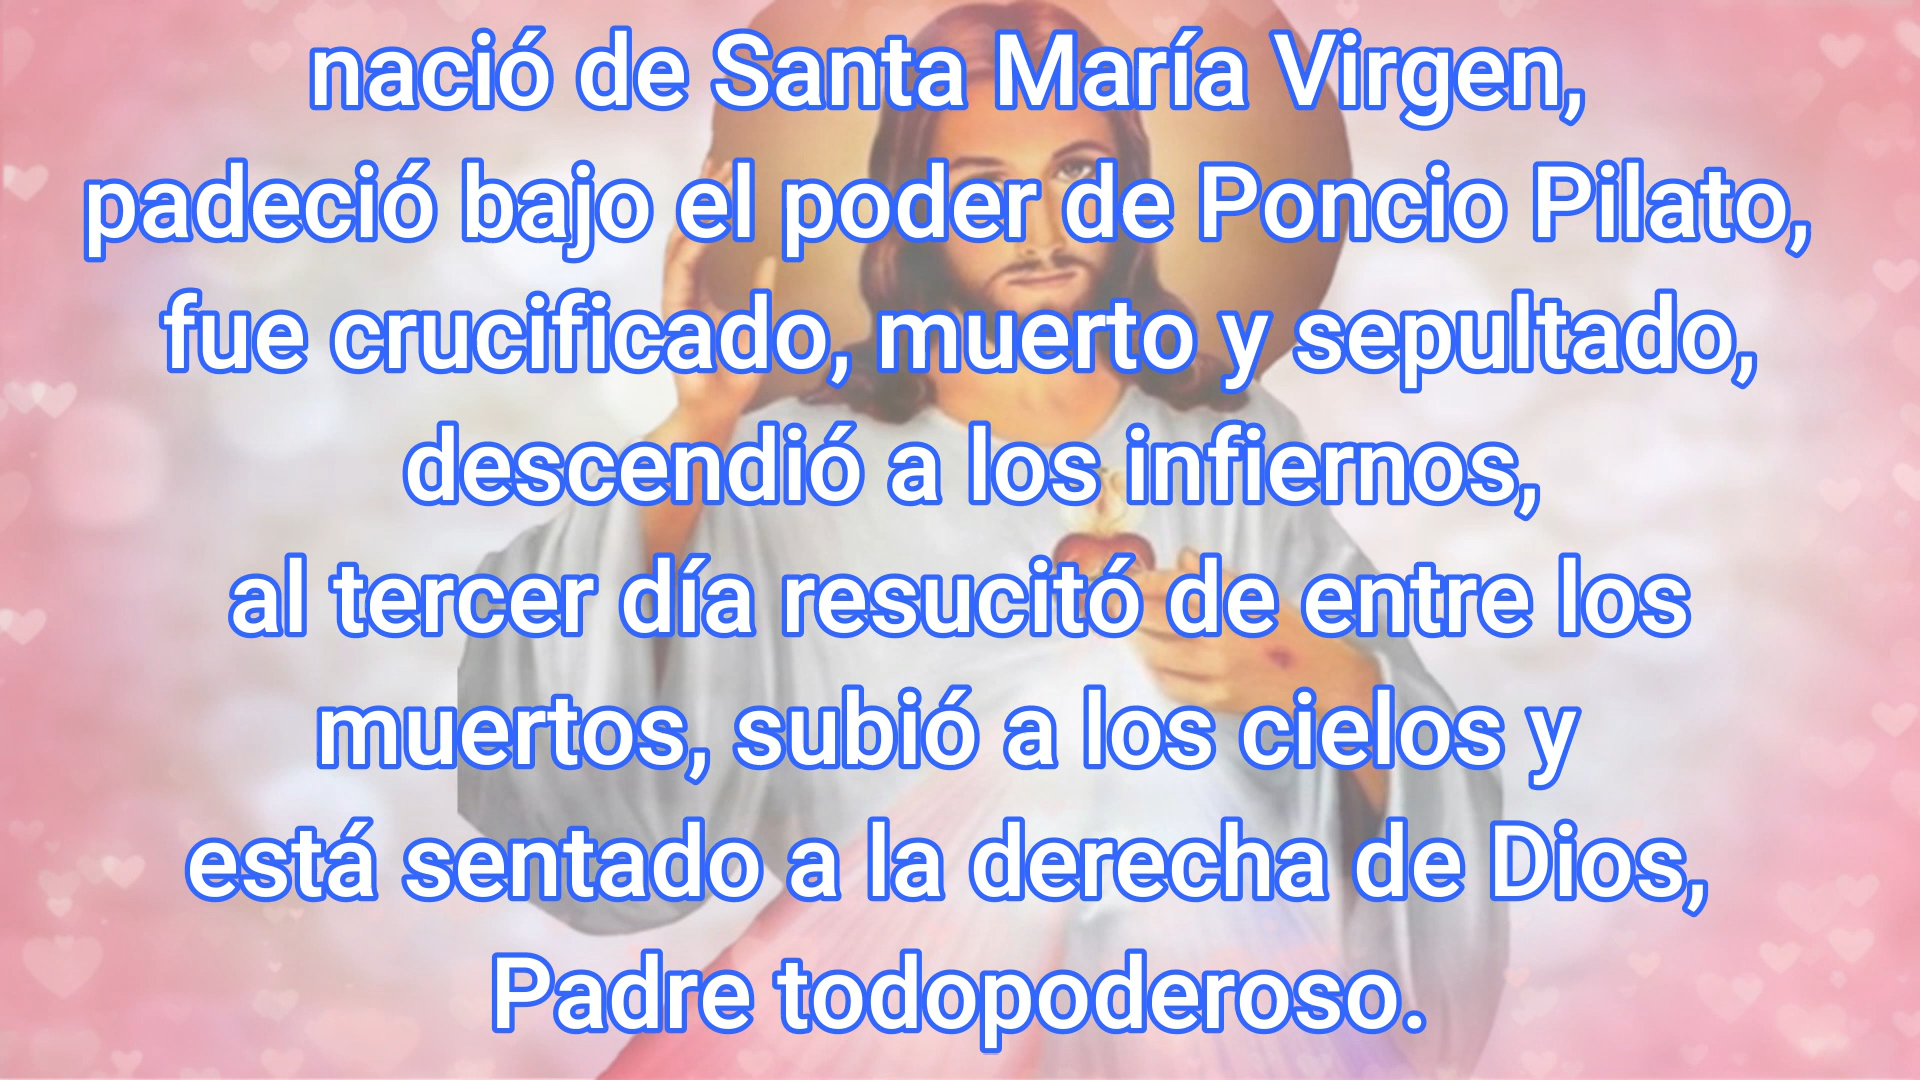 nació de Santa María Virgen,
padeció bajo el poder de Poncio Pilato,
fue crucificado, muerto y sepultado,
descendió a los infiernos,
al tercer día resucitó de entre los
muertos, subió a los cielos y
está sentado a la derecha de Dios,
Padre todopoderoso.